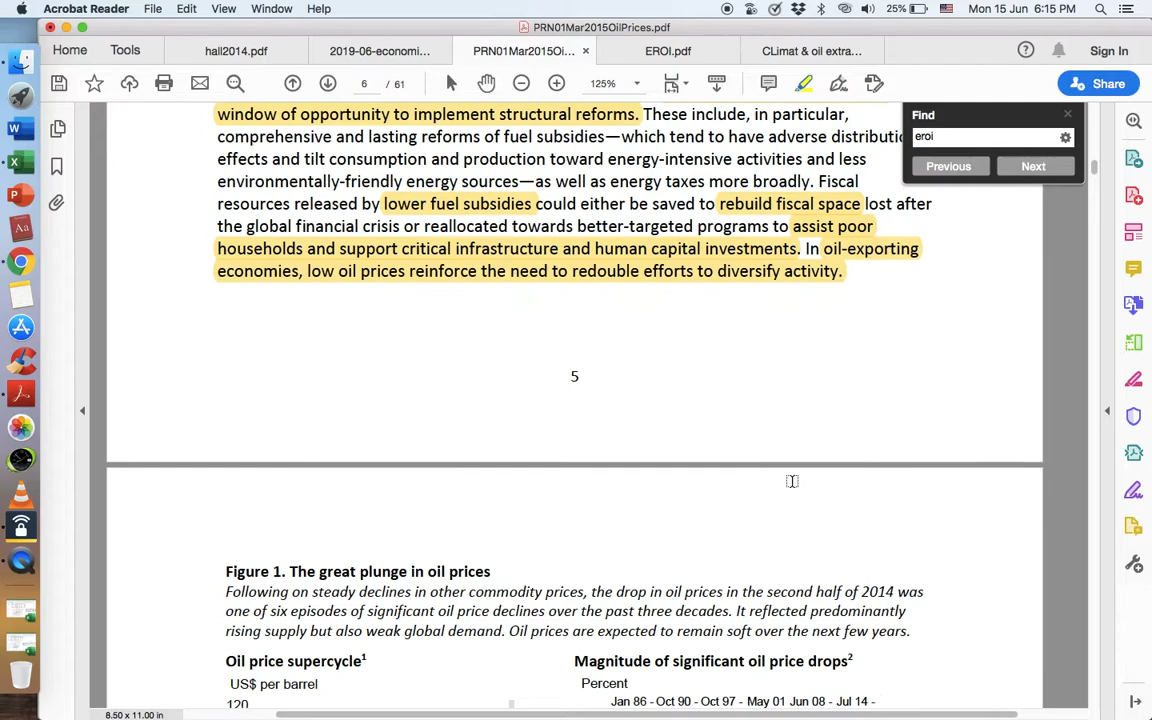 Acrobat Reader File Edit View Window Help 25% Mon 15 Jun 6:15 PM
PRN01Mar2015OilPrices.pdf
Home Tools hall2014.pdf 2019-06-economi... PRN01Mar2015Oi... × EROI.pdf CLimat & oil extra... Sign In
6 / 61 125% Share
window of opportunity to implement structural reforms. These include, in particular,
comprehensive and lasting reforms of fuel subsidies—which tend to have adverse distributio
effects and tilt consumption and production toward energy-intensive activities and less
environmentally-friendly energy sources—as well as energy taxes more broadly. Fiscal
resources released by lower fuel subsidies could either be saved to rebuild fiscal space lost after
the global financial crisis or reallocated towards better-targeted programs to assist poor
households and support critical infrastructure and human capital investments. In oil-exporting
economies, low oil prices reinforce the need to redouble efforts to diversify activity.
Find
eroi
Previous Next
5
Figure 1. The great plunge in oil prices
Following on steady declines in other commodity prices, the drop in oil prices in the second half of 2014 was
one of six episodes of significant oil price declines over the past three decades. It reflected predominantly
rising supply but also weak global demand. Oil prices are expected to remain soft over the next few years.
Oil price supercycle1
US$ per barrel
120
Magnitude of significant oil price drops2
Percent
Jan 86 - Oct 90 - Oct 97 - May 01 Jun 08 - Jul 14 -
8.50 x 11.00 in